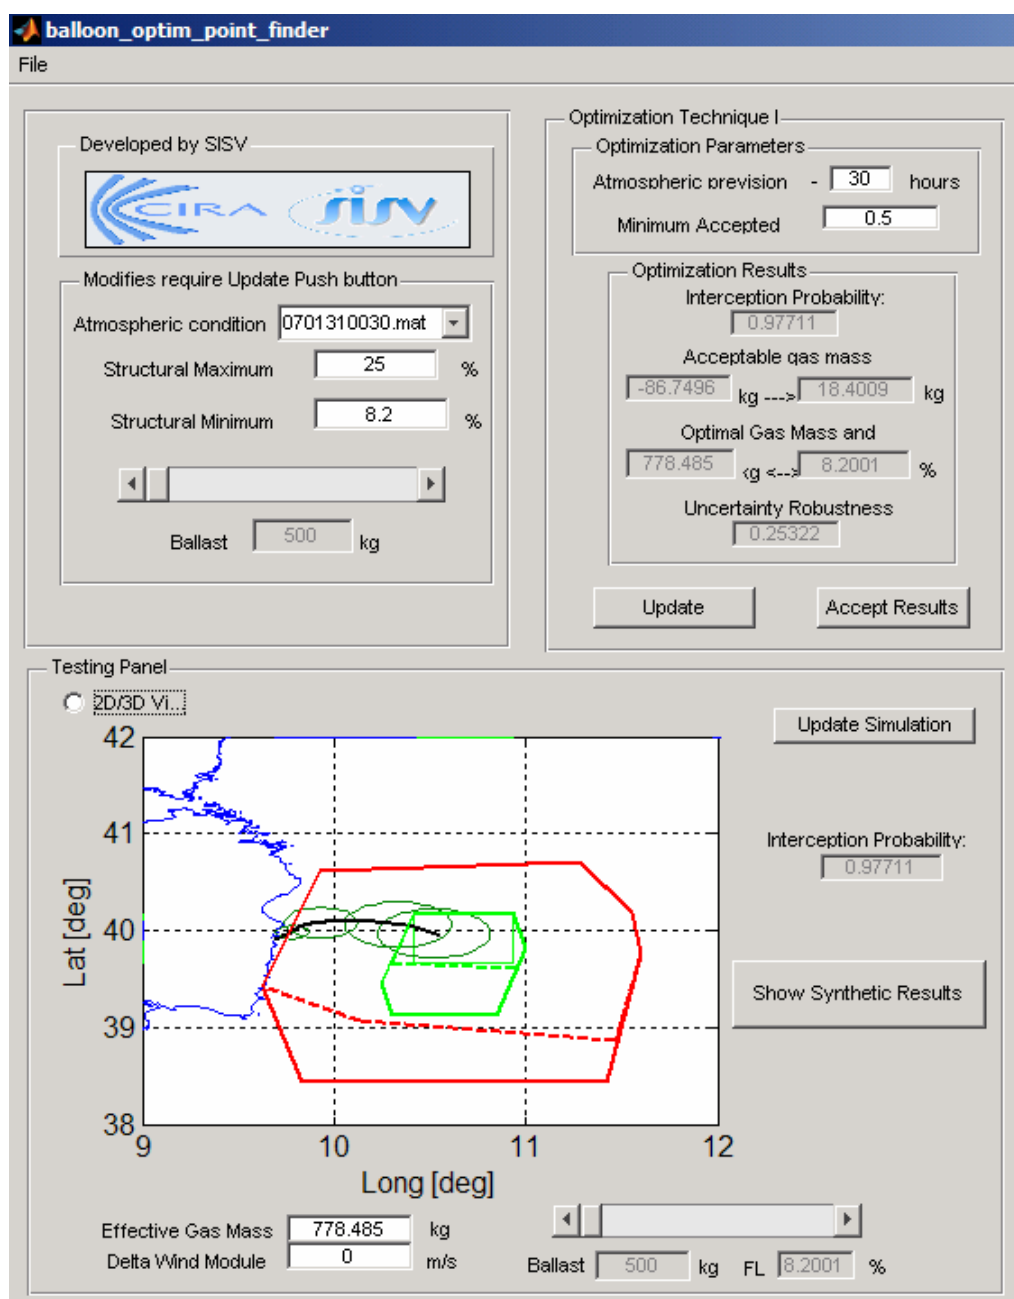 balloon_optim_point_finder
File
Developed by SISV
CIRA sisv
Modifies require Update Push button
Atmospheric condition 0701310030.mat
Structural Maximum 25 %
Structural Minimum 8.2 %
Ballast 500 kg
Optimization Technique I
Optimization Parameters
Atmospheric prevision - 30 hours
Minimum Accepted 0.5
Optimization Results
Interception Probability:
0.97711
Acceptable gas mass
-86.7496 kg ---> 18.4009 kg
Optimal Gas Mass and
778.485 kg <--> 8.2001 %
Uncertainty Robustness
0.25322
Update Accept Results
Testing Panel
2D/3D Vi...
Update Simulation
Interception Probability:
0.97711
Show Synthetic Results
42
41
40
39
38
Lat [deg]
9 10 11 12
Long [deg]
Effective Gas Mass 778.485 kg
Delta Wind Module 0 m/s
Ballast 500 kg FL 8.2001 %